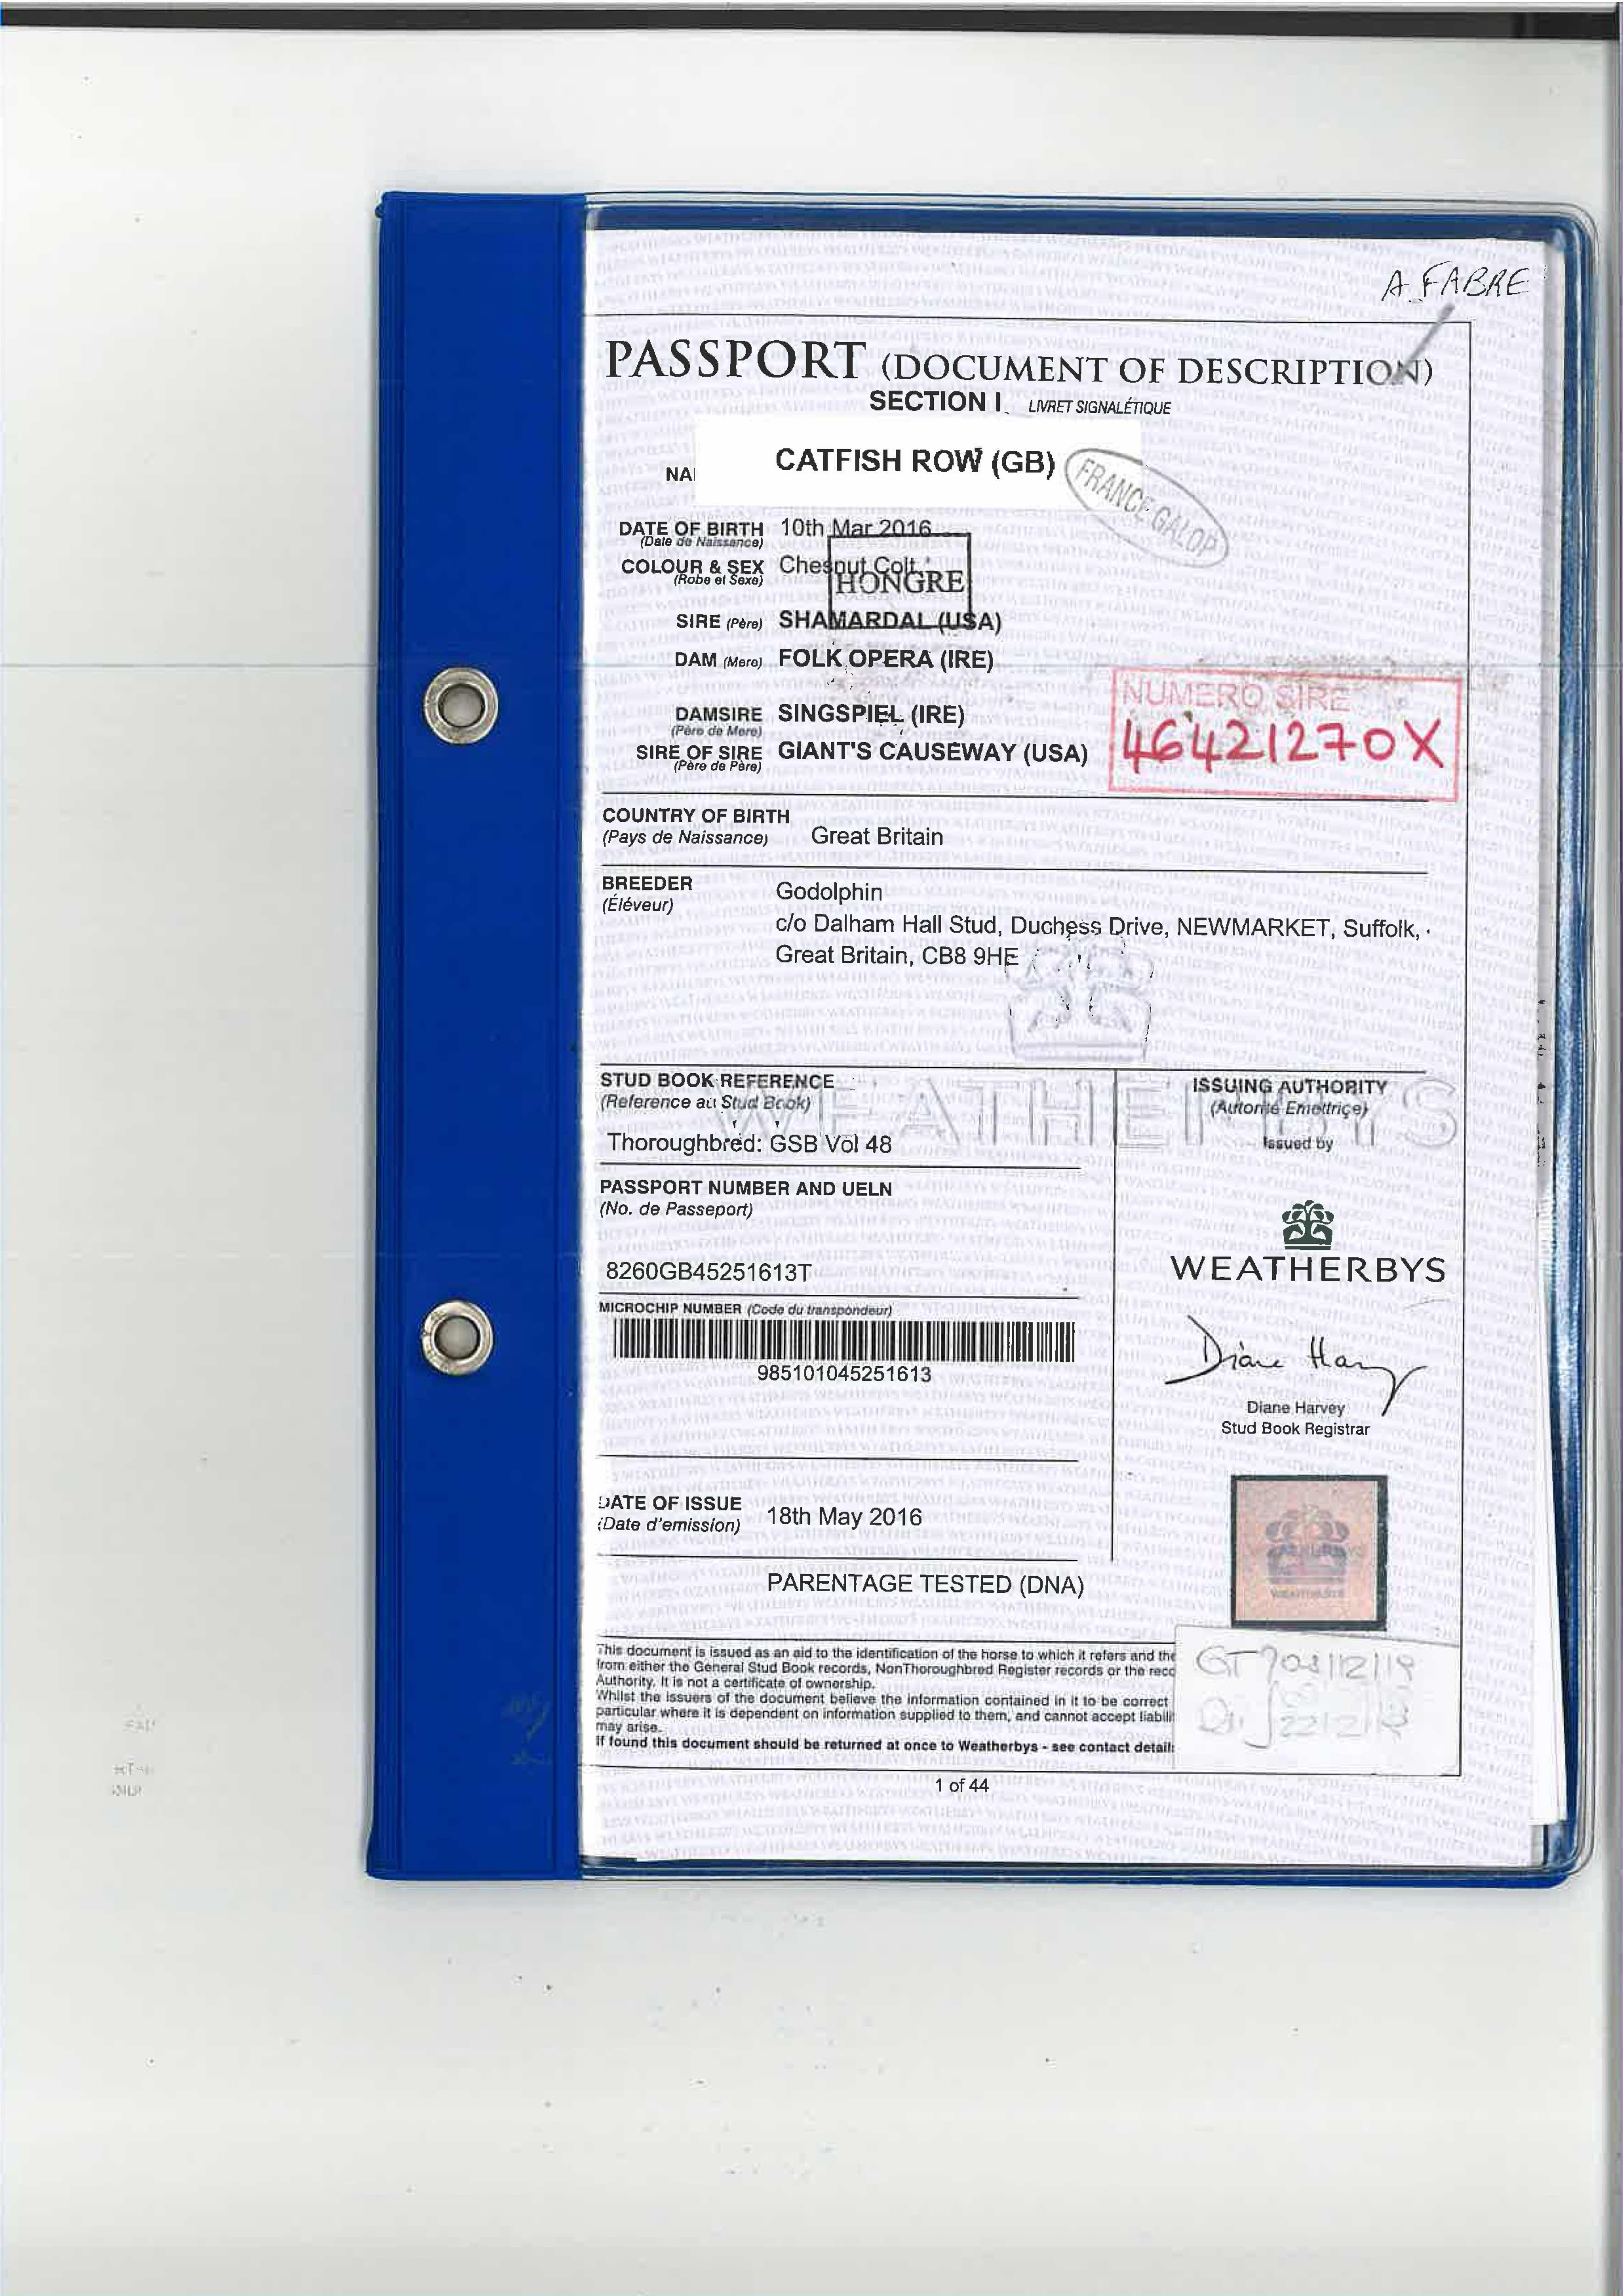 A. FABRE
PASSPORT (DOCUMENT OF DESCRIPTION)
SECTION I. LIVRET SIGNALÉTIQUE
NA CATFISH ROW (GB)
FRANCE GALOP
DATE OF BIRTH 10th Mar 2016
(Date de Naissance)
COLOUR & SEX Chesnut Colt
(Robe et Sexe)
HONGRE
SIRE (Père) SHAMARDAL (USA)
DAM (Mere) FOLK OPERA (IRE)
NUMERO SIRE
46421270X
DAMSIRE SINGSPIEL (IRE)
(Père de Mere)
SIRE OF SIRE GIANT'S CAUSEWAY (USA)
(Père de Père)
COUNTRY OF BIRTH
(Pays de Naissance) Great Britain
BREEDER
(Éléveur)
Godolphin
c/o Dalham Hall Stud, Duchess Drive, NEWMARKET, Suffolk,
Great Britain, CB8 9HE
WEATHERBYS
STUD BOOK REFERENCE
(Reference au Stud Book)
Thoroughbred: GSB Vol 48
PASSPORT NUMBER AND UELN
(No. de Passeport)
8260GB45251613T
MICROCHIP NUMBER (Code du transpondeur)
985101045251613
ISSUING AUTHORITY
(Autorité Emettrice)
Issued by
WEATHERBYS
Diane Harvey
Stud Book Registrar
DATE OF ISSUE
(Date d'emission) 18th May 2016
PARENTAGE TESTED (DNA)
WEATHERBYS
This document is issued as an aid to the identification of the horse to which it refers and the
from either the General Stud Book records, NonThoroughbred Register records or the reco
Authority. It is not a certificate of ownership.
Whilst the issuers of the document believe the information contained in it to be correct
particular where it is dependent on information supplied to them, and cannot accept liabili
may arise.
If found this document should be returned at once to Weatherbys - see contact details
1 of 44